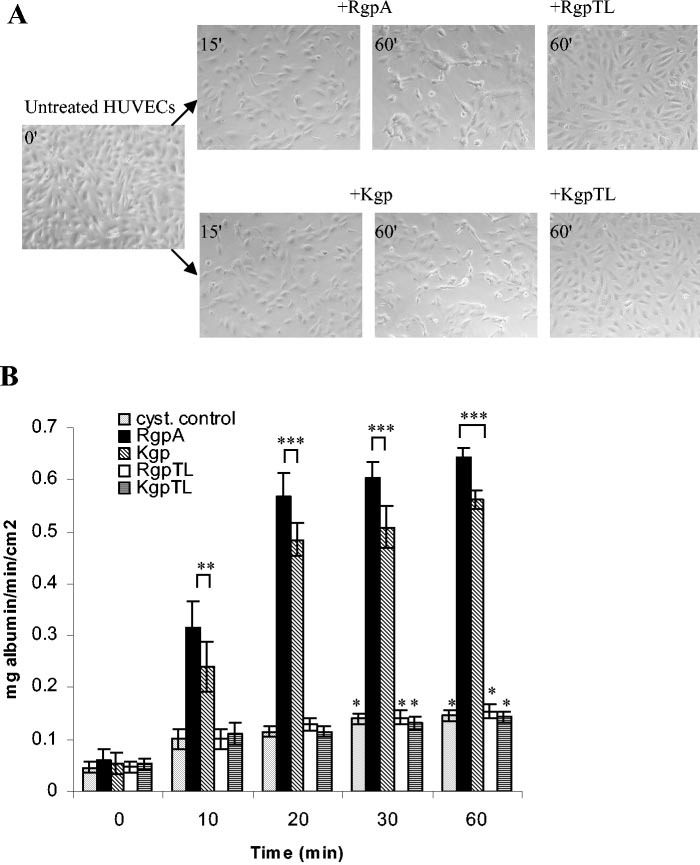 A
+RgpA
+RgpTL
15'
60'
60'
Untreated HUVECs
0'
+Kgp
+KgpTL
15'
60'
60'
B
cyst. control
RgpA
Kgp
RgpTL
KgpTL
mg albumin/min/cm2
0.7
0.6
0.5
0.4
0.3
0.2
0.1
0
**
***
***
***
* * *
* * *
0 10 20 30 60
Time (min)